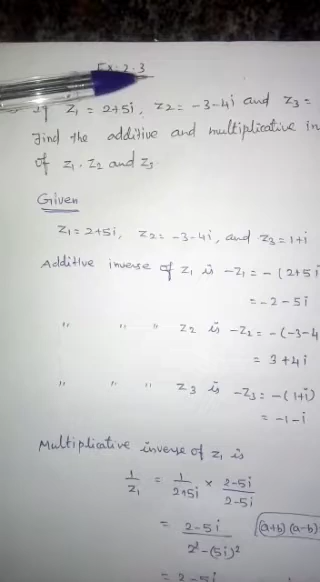 Ex: 2.3
If z₁ = 2+5i, z₂ = -3-4i and z₃ =
Find the additive and multiplicative in
of z₁, z₂ and z₃.
Given
z₁ = 2+5i, z₂ = -3-4i, and z₃ = 1+i
Additive inverse of z₁ is -z₁ = -(2+5i
= -2-5i
" " " z₂ is -z₂ = -(-3-4
= 3+4i
" " " z₃ is -z₃ = -(1+i)
= -1-i
Multiplicative inverse of z₁ is
1/z₁ = 1/(2+5i) × (2-5i)/(2-5i)
= (2-5i)/(2²-(5i)²) (a+b)(a-b)=
= 2-5i